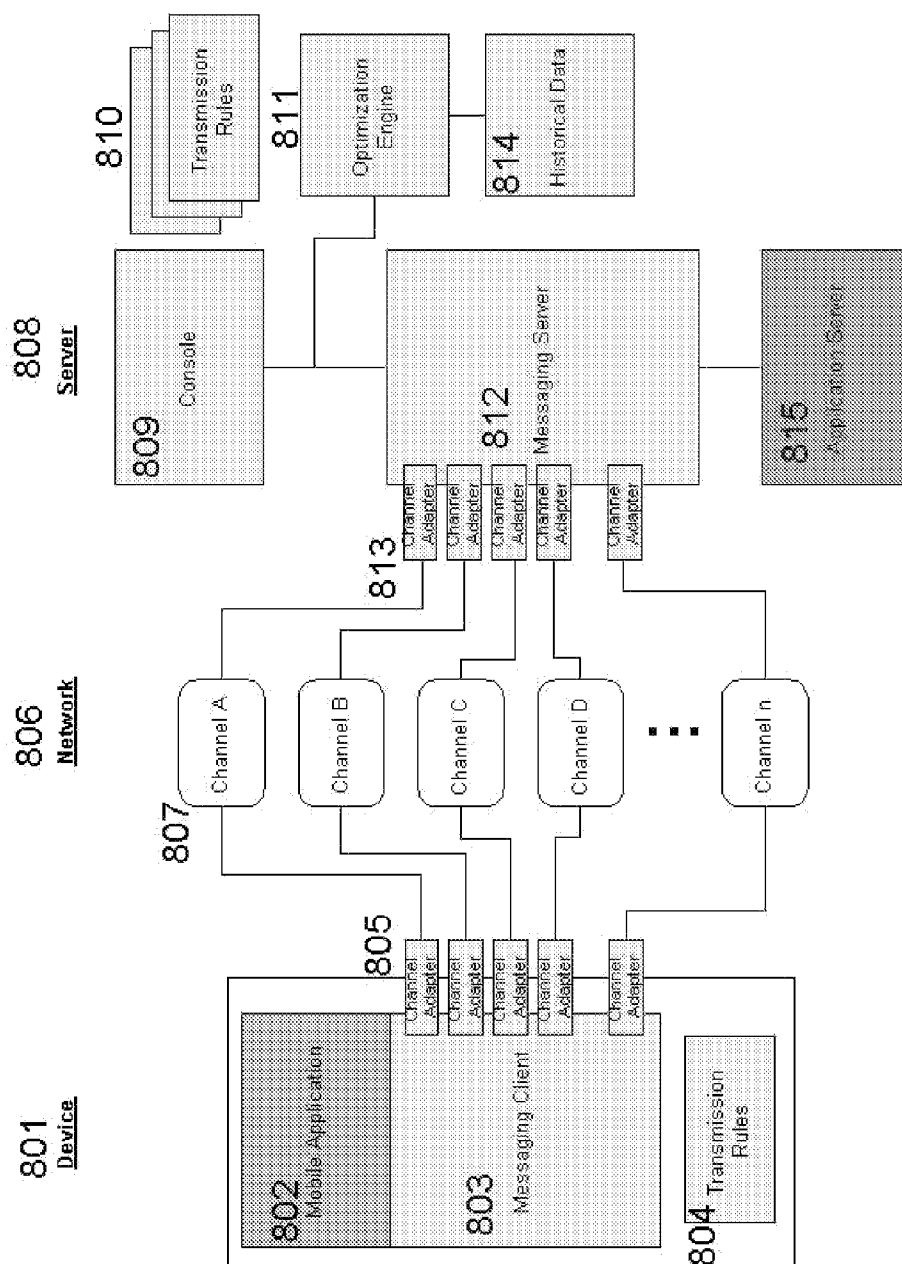 801
Device
802
Mobile Application
803
Messaging Client
804
Transmission
Rules
805
Channel
Adapter
Channel
Adapter
Channel
Adapter
Channel
Adapter
Channel
Adapter
806
Network
807
Channel A
Channel B
Channel C
Channel D
Channel n
808
Server
809
Console
810
Transmission
Rules
811
Optimization
Engine
812
Messaging Server
813
Channel
Adapter
Channel
Adapter
Channel
Adapter
Channel
Adapter
Channel
Adapter
814
Historical Data
815
Application Server